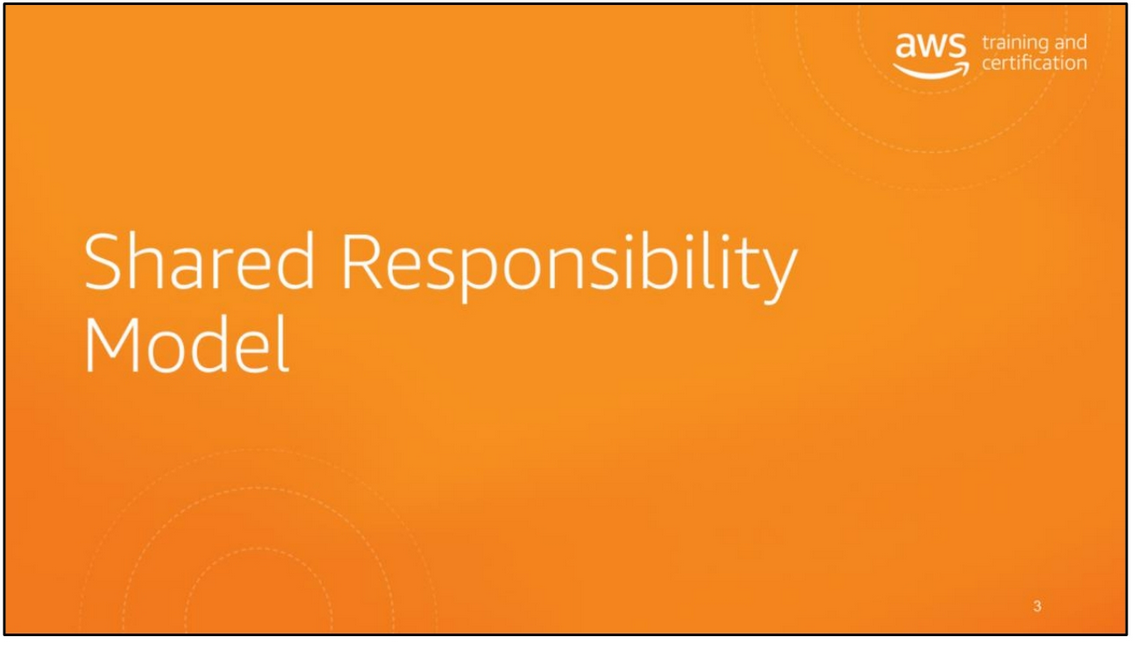 aws training and
certification
Shared Responsibility
Model
3